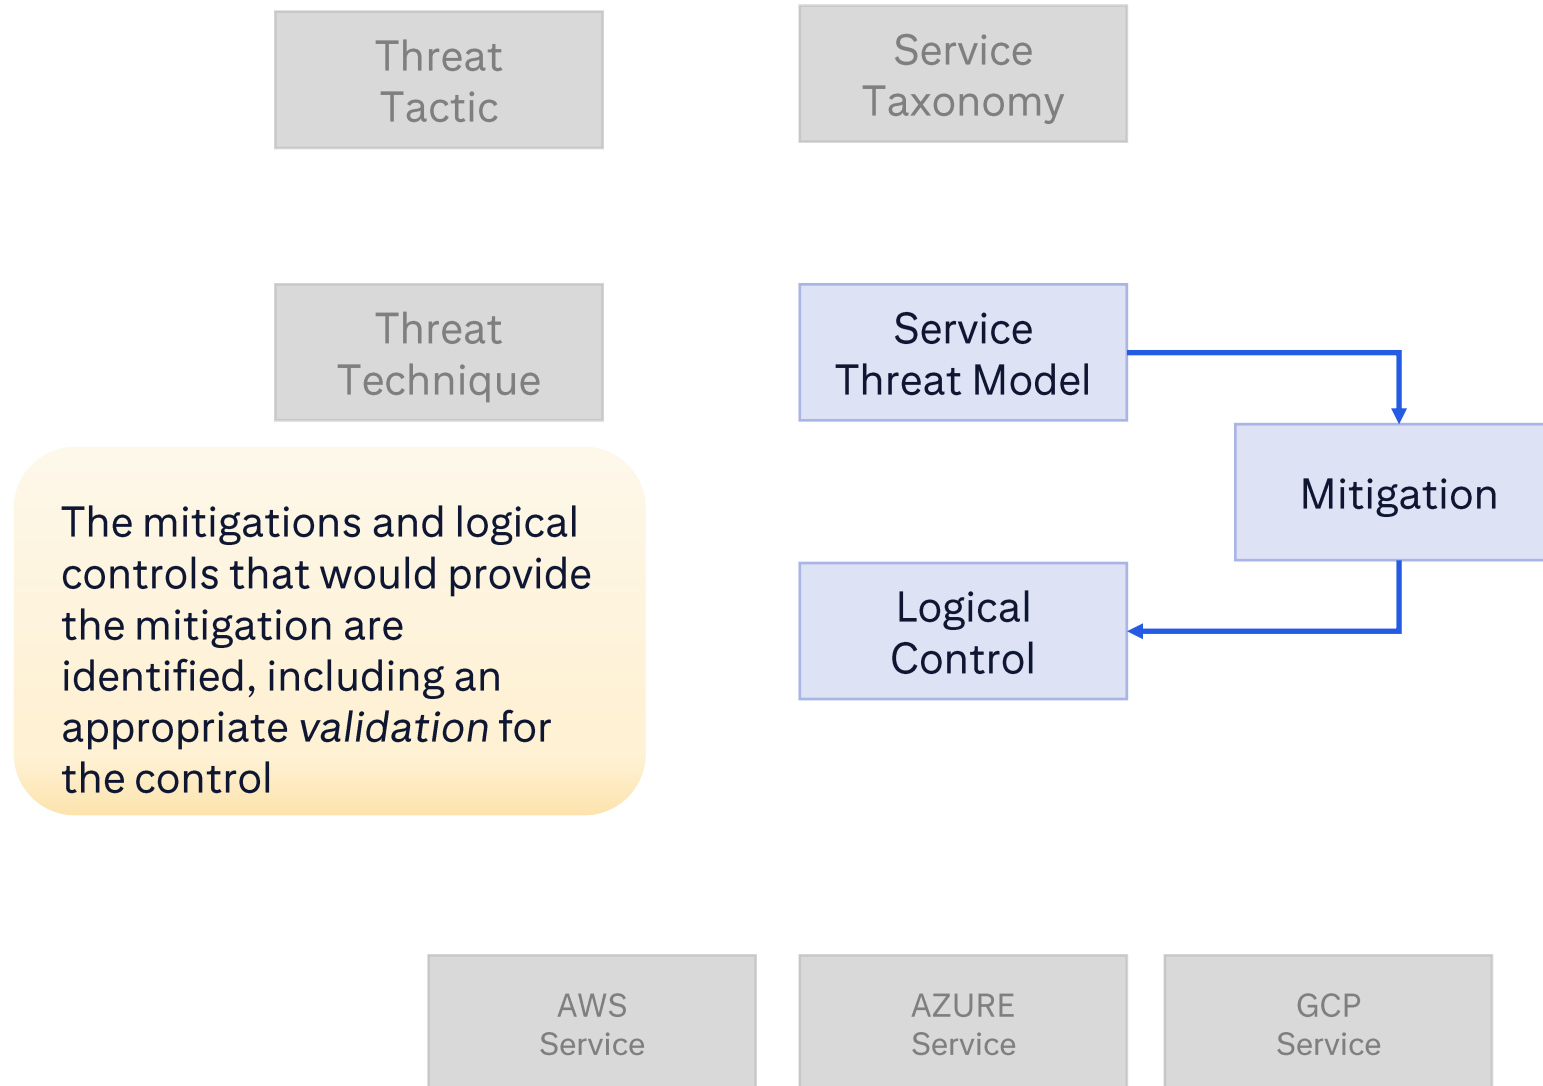 Threat
Tactic
Service
Taxonomy
Threat
Technique
Service
Threat Model
Mitigation
The mitigations and logical
controls that would provide
the mitigation are
identified, including an
appropriate validation for
the control
Logical
Control
AWS
Service
AZURE
Service
GCP
Service